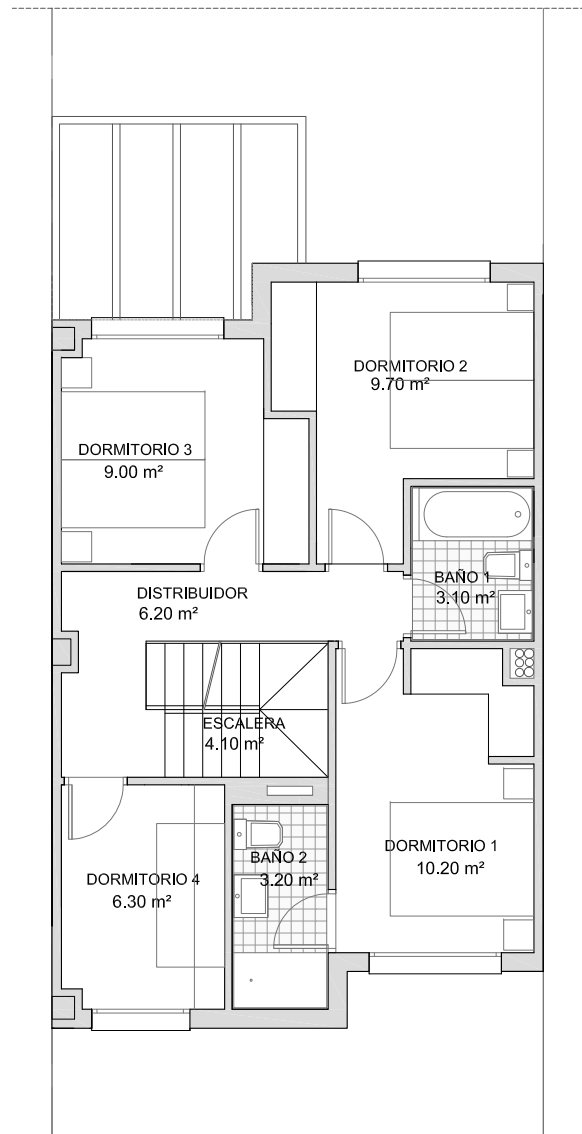 DORMITORIO 2
9.70 m²
DORMITORIO 3
9.00 m²
BAÑO 1
3.10 m²
DISTRIBUIDOR
6.20 m²
ESCALERA
4.10 m²
DORMITORIO 1
10.20 m²
BAÑO 2
3.20 m²
DORMITORIO 4
6.30 m²